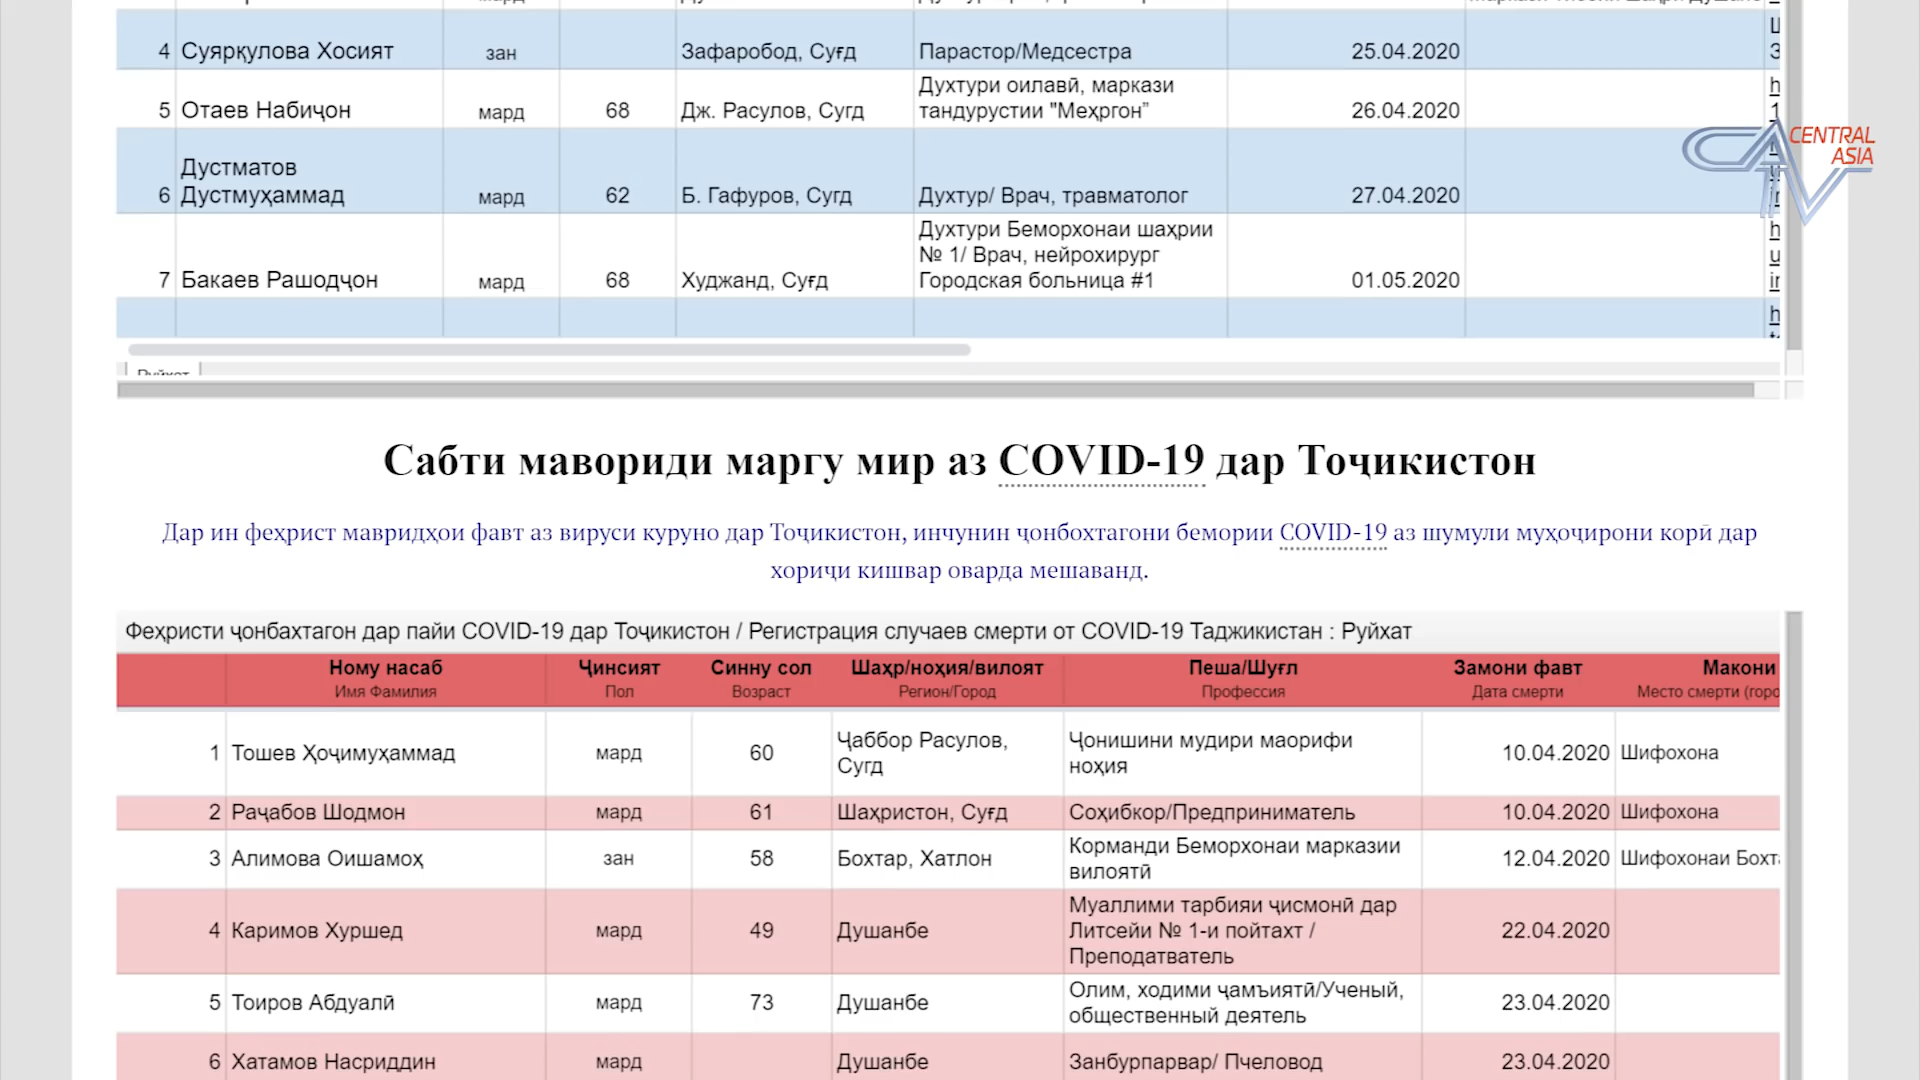 4 Суярқулова Хосият зан Зафаробод, Суғд Парастор/Медсестра 25.04.2020
Духтури оилавӣ, маркази
5 Отаев Набиҷон мард 68 Дж. Расулов, Сугд тандурустии "Меҳргон" 26.04.2020
CENTRAL
ASIA
Дустматов
6 Дустмуҳаммад мард 62 Б. Гафуров, Сугд Духтур/ Врач, травматолог 27.04.2020
Духтури Беморхонаи шаҳрии
№ 1/ Врач, нейрохирург
7 Бакаев Рашодҷон мард 68 Худжанд, Суғд Городская больница #1 01.05.2020
Сабти мавориди маргу мир аз COVID-19 дар Тоҷикистон
Дар ин феҳрист мавридҳои фавт аз вируси куруно дар Тоҷикистон, инчунин ҷонбохтагони бемории COVID-19 аз шумули муҳоҷирони корӣ дар
хориҷи кишвар оварда мешаванд.
Феҳристи ҷонбахтагон дар пайи COVID-19 дар Тоҷикистон / Регистрация случаев смерти от COVID-19 Таджикистан : Руйхат
Ному насаб Ҷинсият Синну сол Шаҳр/ноҳия/вилоят Пеша/Шуғл Замони фавт Макони
Имя Фамилия Пол Возраст Регион/Город Профессия Дата смерти Место смерти
Ҷаббор Расулов, Ҷонишини мудири маорифи
1 Тошев Ҳоҷимуҳаммад мард 60 Сугд ноҳия 10.04.2020 Шифохона
2 Раҷабов Шодмон мард 61 Шаҳристон, Суғд Соҳибкор/Предприниматель 10.04.2020 Шифохона
Корманди Беморхонаи марказии
3 Алимова Оишамоҳ зан 58 Бохтар, Хатлон вилоятӣ 12.04.2020 Шифохонаи
Муаллими тарбияи ҷисмонӣ дар
4 Каримов Хуршед мард 49 Душанбе Литсейи № 1-и пойтахт / 22.04.2020
Преподатватель
Олим, ходими ҷамъиятӣ/Ученый,
5 Тоиров Абдуалӣ мард 73 Душанбе общественный деятель 23.04.2020
6 Хатамов Насриддин мард Душанбе Занбурпарвар/ Пчеловод 23.04.2020